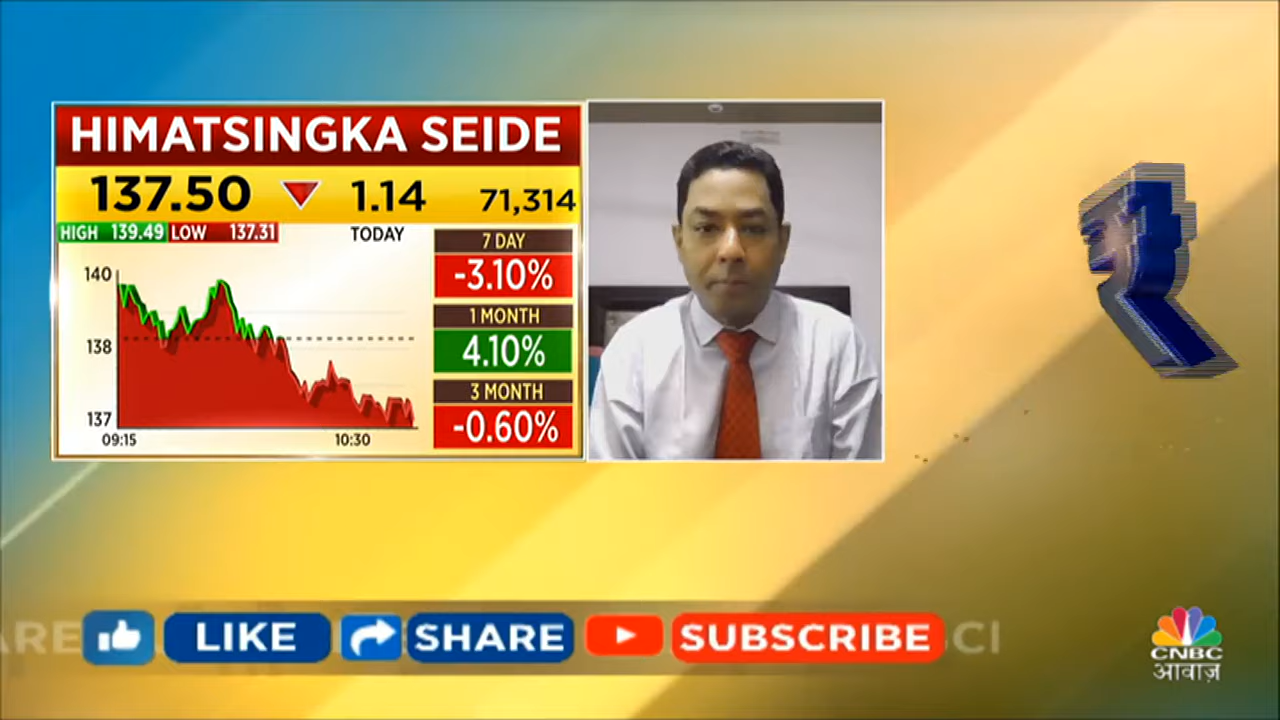 HIMATSINGKA SEIDE
137.50 1.14 71,314
HIGH 139.49 LOW 137.31
TODAY
140
138
137
09:15 10:30
7 DAY
-3.10%
1 MONTH
4.10%
3 MONTH
-0.60%
LIKE SHARE SUBSCRIBE
CNBC
आवाज़